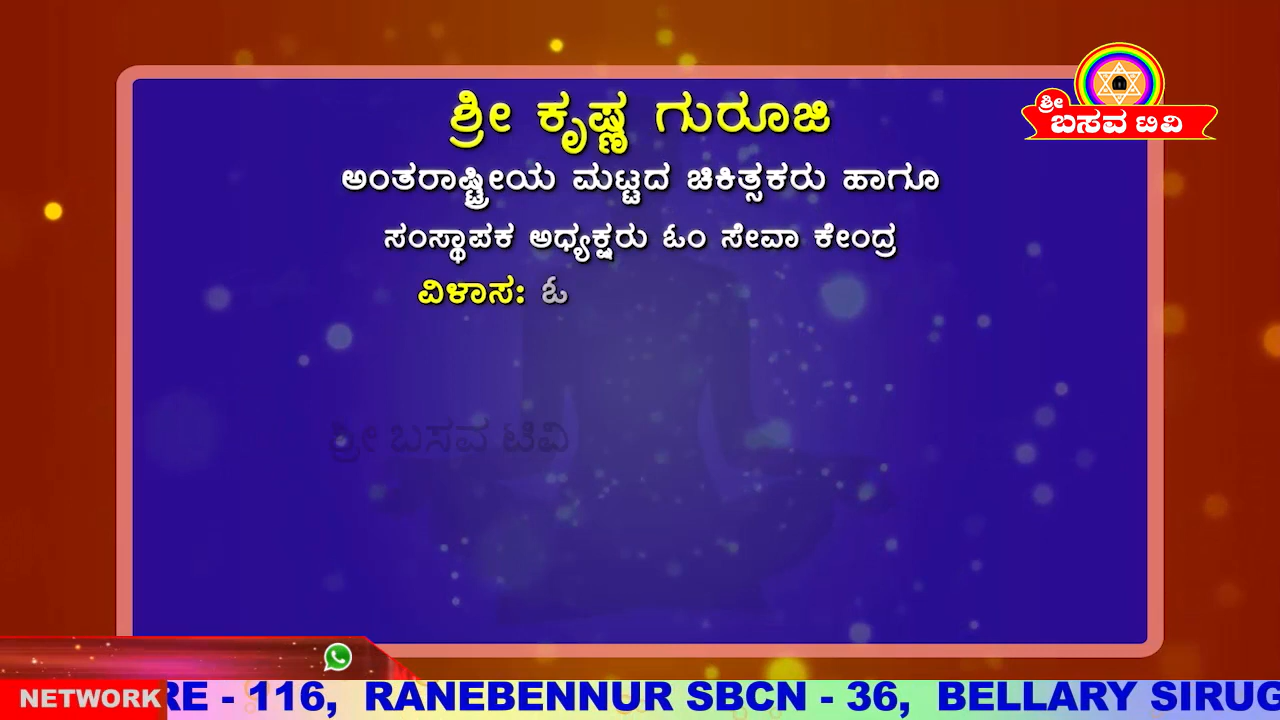 ಶ್ರೀ ಕೃಷ್ಣ ಗುರೂಜಿ
ಶ್ರೀ
ಬಸವ ಟಿವಿ
ಅಂತರಾಷ್ಟ್ರೀಯ ಮಟ್ಟದ ಚಿಕಿತ್ಸಕರು ಹಾಗೂ
ಸಂಸ್ಥಾಪಕ ಅಧ್ಯಕ್ಷರು ಓಂ ಸೇವಾ ಕೇಂದ್ರ
ವಿಳಾಸ: ಓ
ಶ್ರೀ ಬಸವ ಟಿವಿ
NETWORK RE - 116, RANEBENNUR SBCN - 36, BELLARY SIRUG